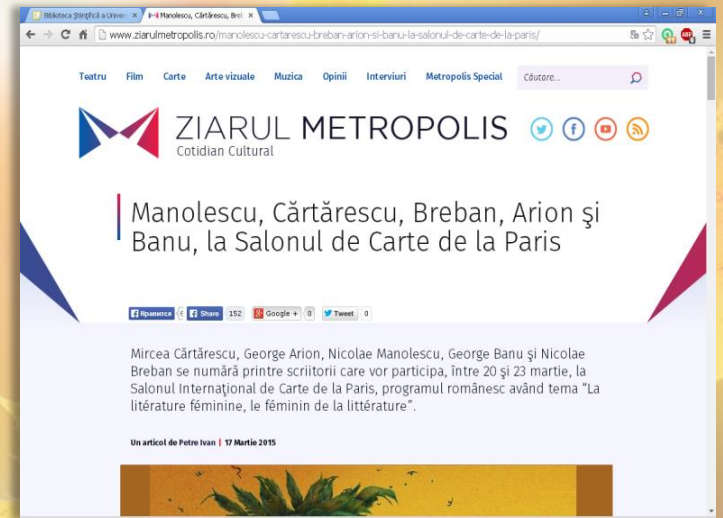 Biblioteca Științifică a Univer
Manolescu, Cărtărescu, Bret
www.ziarulmetropolis.ro/manolescu-cartarescu-breban-arion-si-banu-la-salonul-de-carte-de-la-paris/
Teatru Film Carte Arte vizuale Muzica Opinii Interviuri Metropolis Special Căutare...
ZIARUL METROPOLIS
Cotidian Cultural
Manolescu, Cărtărescu, Breban, Arion şi
Banu, la Salonul de Carte de la Paris
Нравится Share 152 Google + 0 Tweet 0
Mircea Cărtărescu, George Arion, Nicolae Manolescu, George Banu şi Nicolae
Breban se numără printre scriitorii care vor participa, între 20 şi 23 martie, la
Salonul Internaţional de Carte de la Paris, programul românesc având tema “La
litérature féminine, le féminin de la littérature”.
Un articol de Petre Ivan | 17 Martie 2015